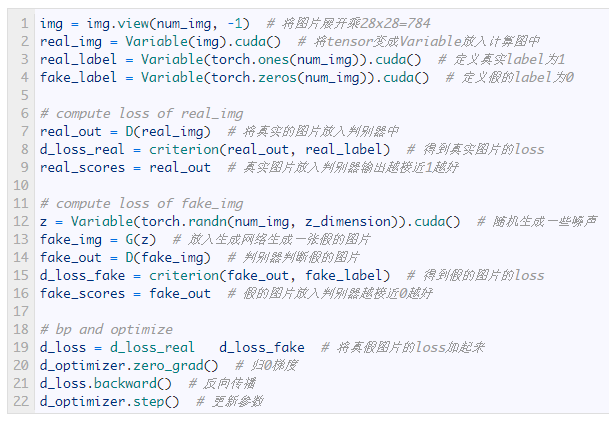 1 img = img.view(num_img, -1)  # 将图片展开乘28x28=784
2 real_img = Variable(img).cuda()  # 将tensor变成Variable放入计算图中
3 real_label = Variable(torch.ones(num_img)).cuda()  # 定义真实label为1
4 fake_label = Variable(torch.zeros(num_img)).cuda()  # 定义假的label为0
5
6 # compute loss of real_img
7 real_out = D(real_img)  # 将真实的图片放入判别器中
8 d_loss_real = criterion(real_out, real_label)  # 得到真实图片的loss
9 real_scores = real_out  # 真实图片放入判别器输出越接近1越好
10
11 # compute loss of fake_img
12 z = Variable(torch.randn(num_img, z_dimension)).cuda()  # 随机生成一些噪声
13 fake_img = G(z)  # 放入生成网络生成一张假的图片
14 fake_out = D(fake_img)  # 判别器判断假的图片
15 d_loss_fake = criterion(fake_out, fake_label)  # 得到假的图片的loss
16 fake_scores = fake_out  # 假的图片放入判别器越接近0越好
17
18 # bp and optimize
19 d_loss = d_loss_real   d_loss_fake  # 将真假图片的loss加起来
20 d_optimizer.zero_grad()  # 归0梯度
21 d_loss.backward()  # 反向传播
22 d_optimizer.step()  # 更新参数